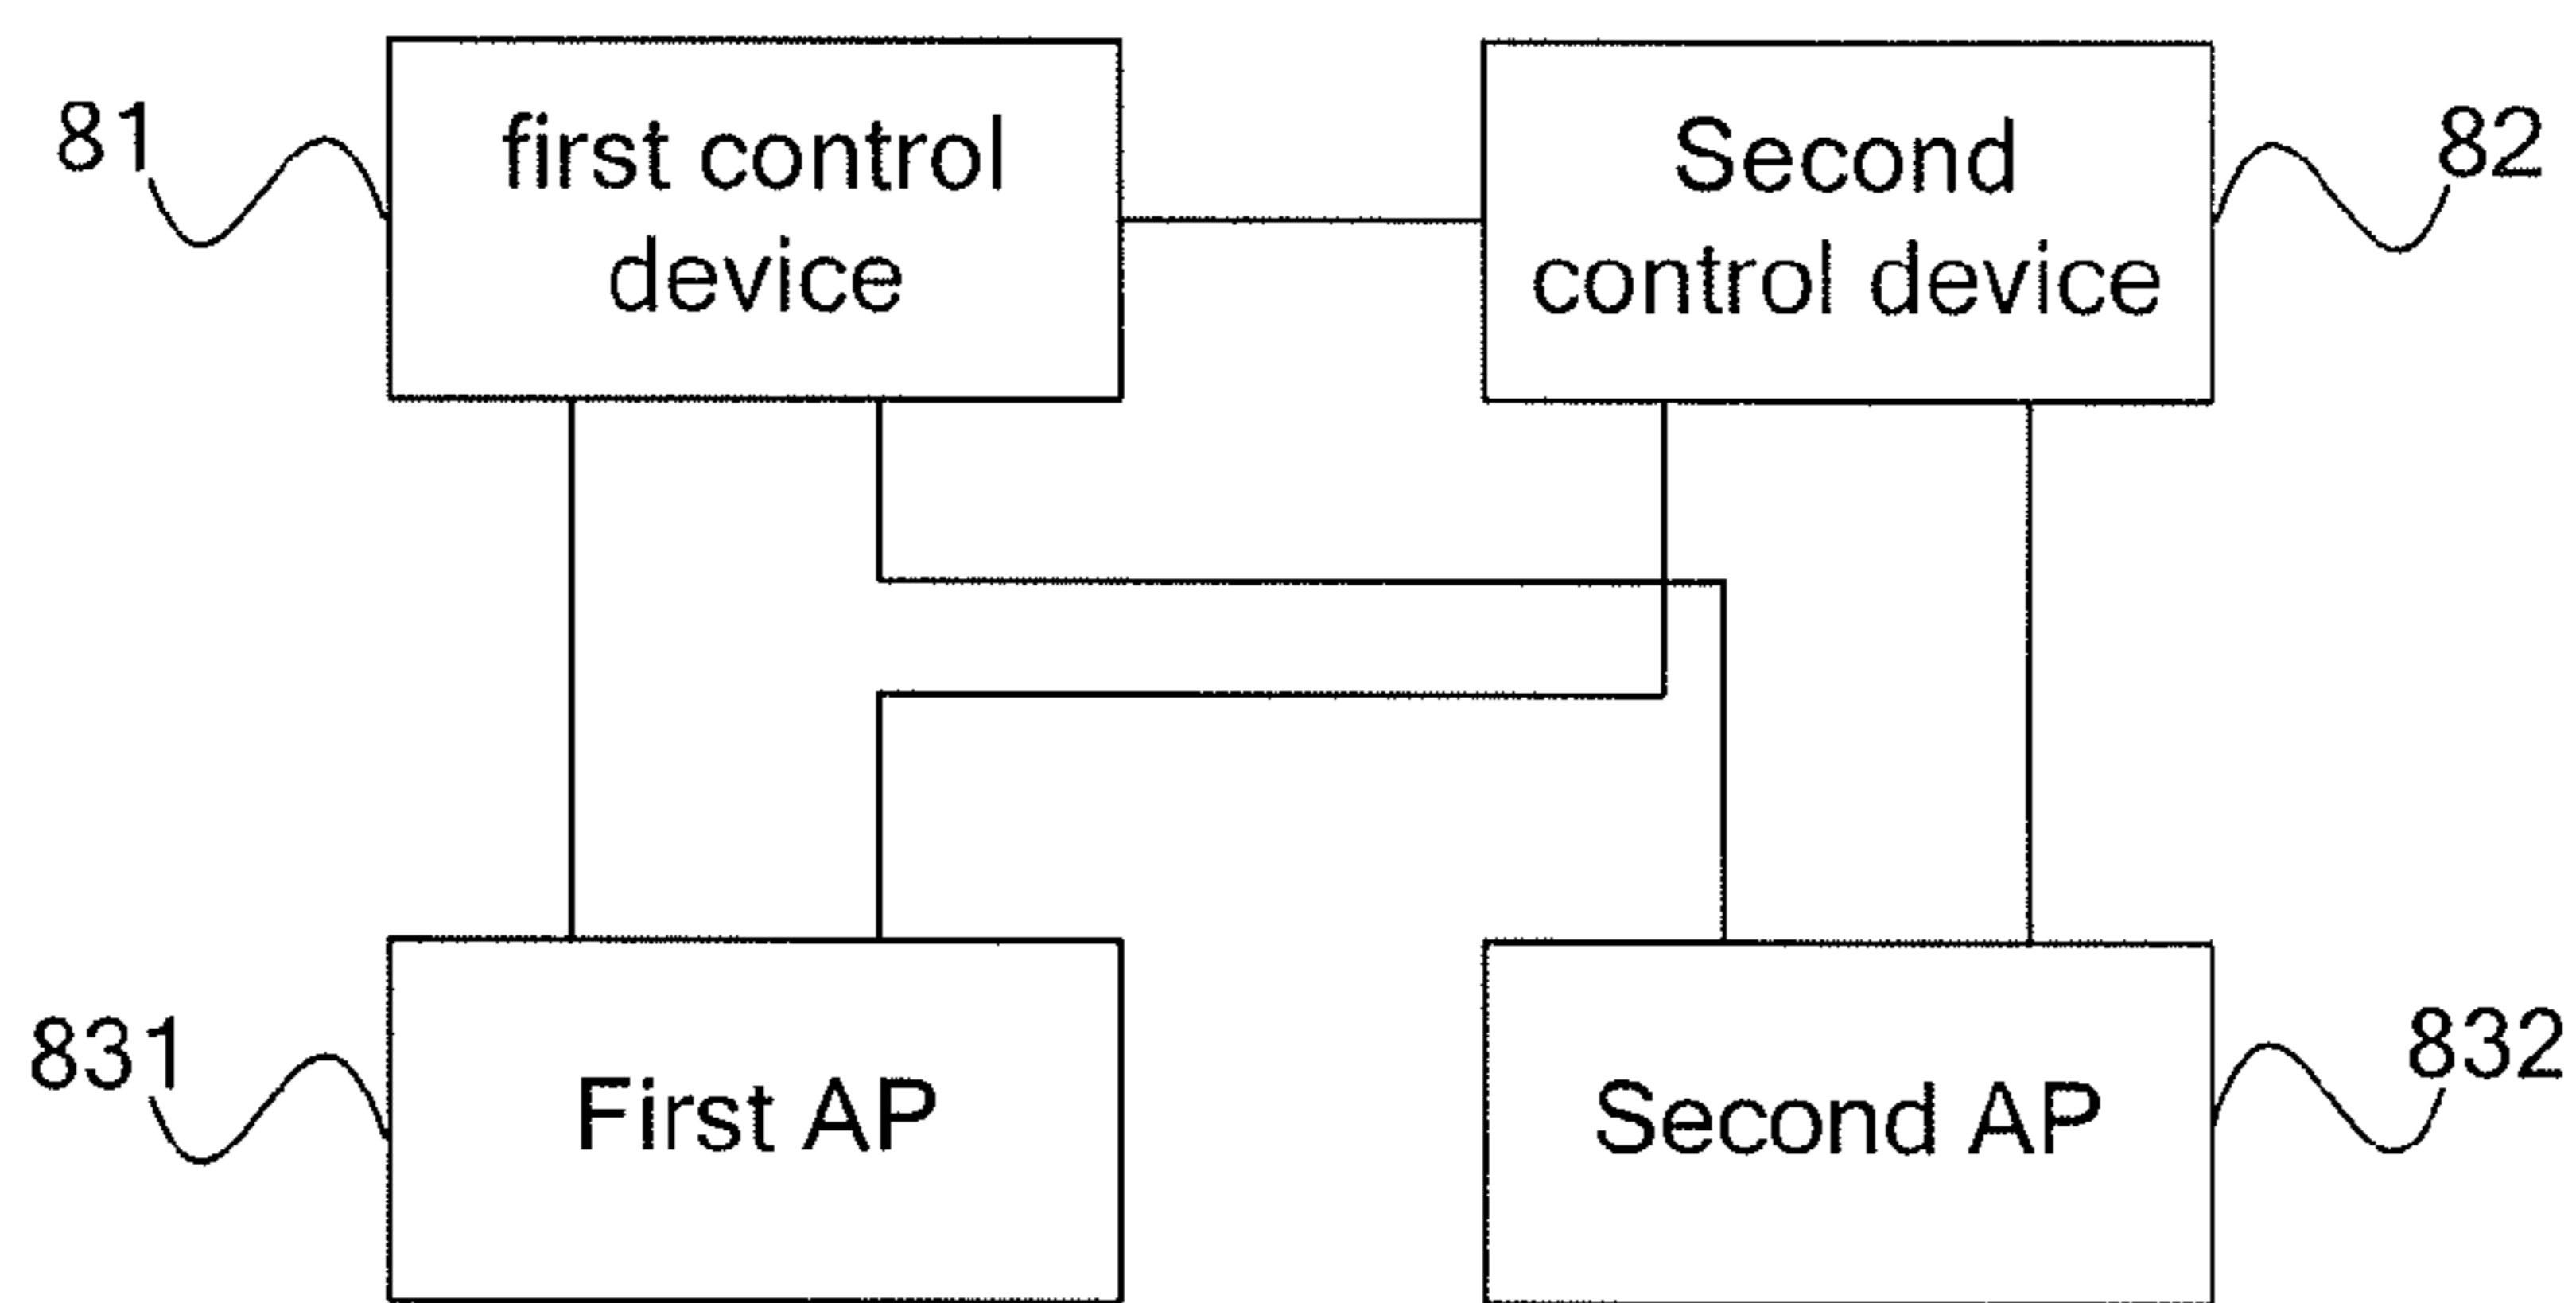 81
first control
device
Second
control device
82
831
First AP
Second AP
832